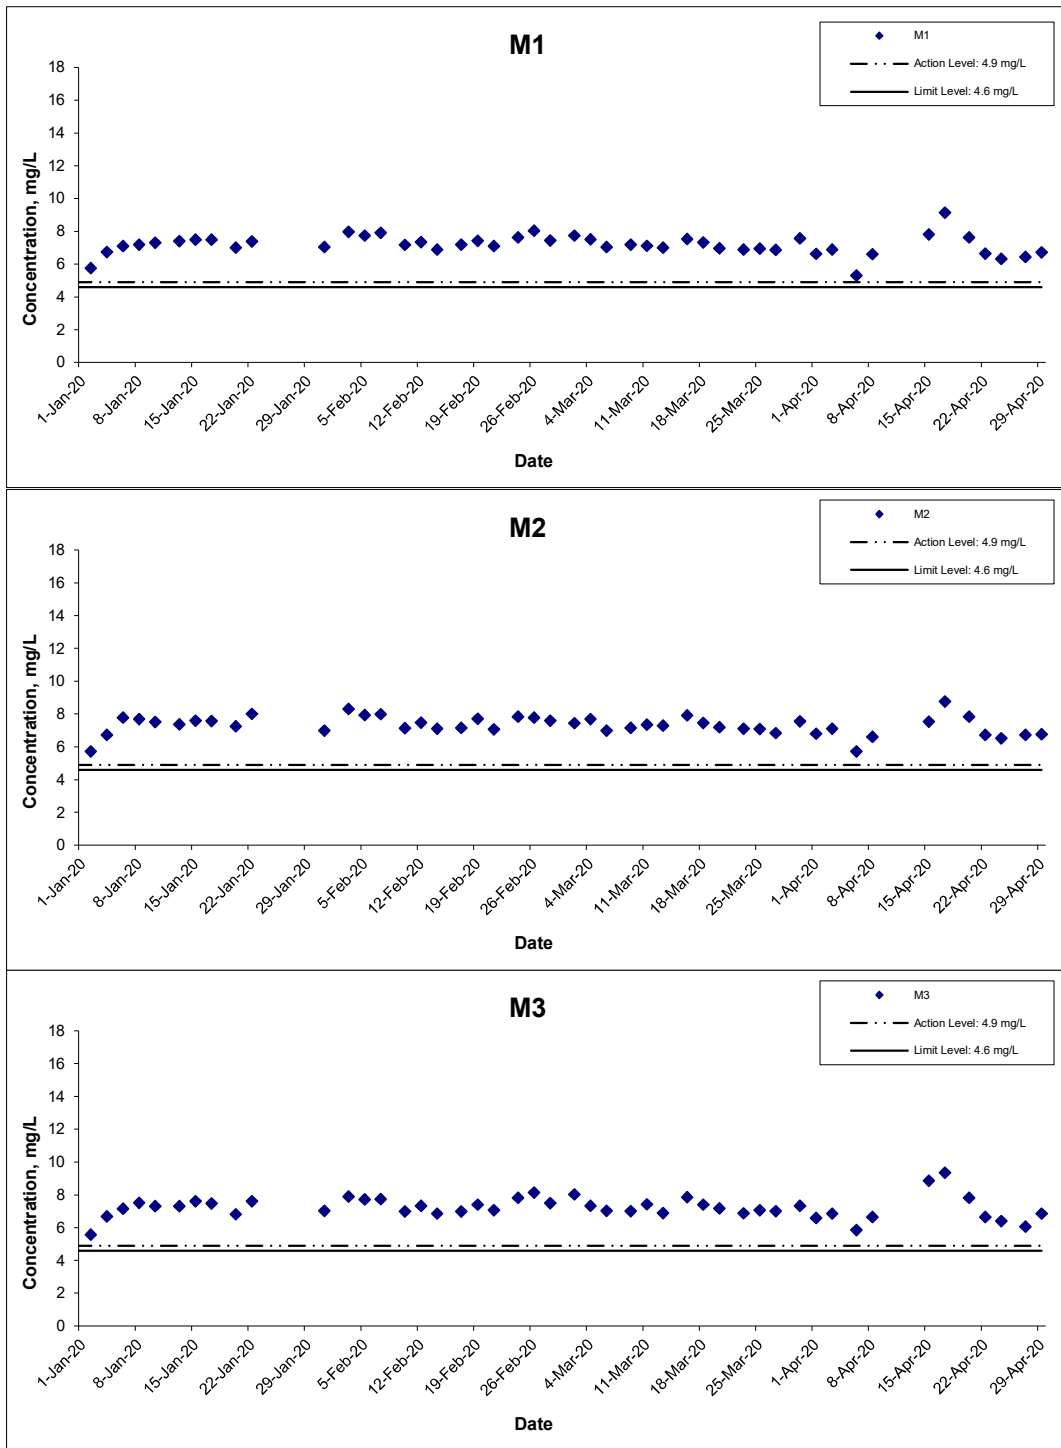 M1
M1
Action Level: 4.9 mg/L
Limit Level: 4.6 mg/L
18
16
14
12
10
8
6
4
2
0
Concentration, mg/L
1-Jan-20
8-Jan-20
15-Jan-20
22-Jan-20
29-Jan-20
5-Feb-20
12-Feb-20
19-Feb-20
26-Feb-20
4-Mar-20
11-Mar-20
18-Mar-20
25-Mar-20
1-Apr-20
8-Apr-20
15-Apr-20
22-Apr-20
29-Apr-20
Date
M2
M2
Action Level: 4.9 mg/L
Limit Level: 4.6 mg/L
18
16
14
12
10
8
6
4
2
0
Concentration, mg/L
1-Jan-20
8-Jan-20
15-Jan-20
22-Jan-20
29-Jan-20
5-Feb-20
12-Feb-20
19-Feb-20
26-Feb-20
4-Mar-20
11-Mar-20
18-Mar-20
25-Mar-20
1-Apr-20
8-Apr-20
15-Apr-20
22-Apr-20
29-Apr-20
Date
M3
M3
Action Level: 4.9 mg/L
Limit Level: 4.6 mg/L
18
16
14
12
10
8
6
4
2
0
Concentration, mg/L
1-Jan-20
8-Jan-20
15-Jan-20
22-Jan-20
29-Jan-20
5-Feb-20
12-Feb-20
19-Feb-20
26-Feb-20
4-Mar-20
11-Mar-20
18-Mar-20
25-Mar-20
1-Apr-20
8-Apr-20
15-Apr-20
22-Apr-20
29-Apr-20
Date